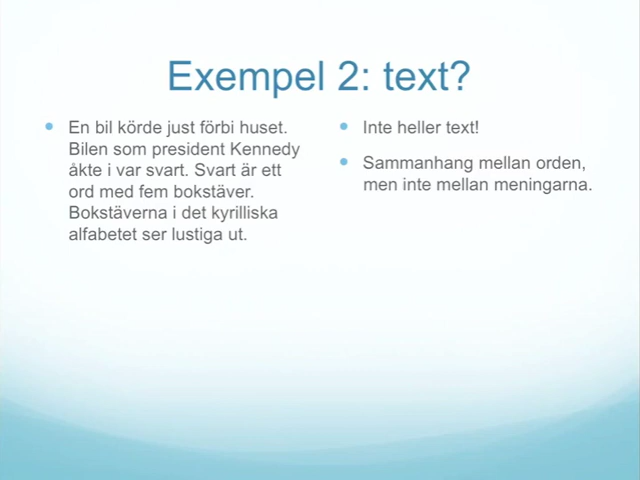 Exempel 2: text?
En bil körde just förbi huset.
Bilen som president Kennedy
åkte i var svart. Svart är ett
ord med fem bokstäver.
Bokstäverna i det kyrilliska
alfabetet ser lustiga ut.
Inte heller text!
Sammanhang mellan orden,
men inte mellan meningarna.